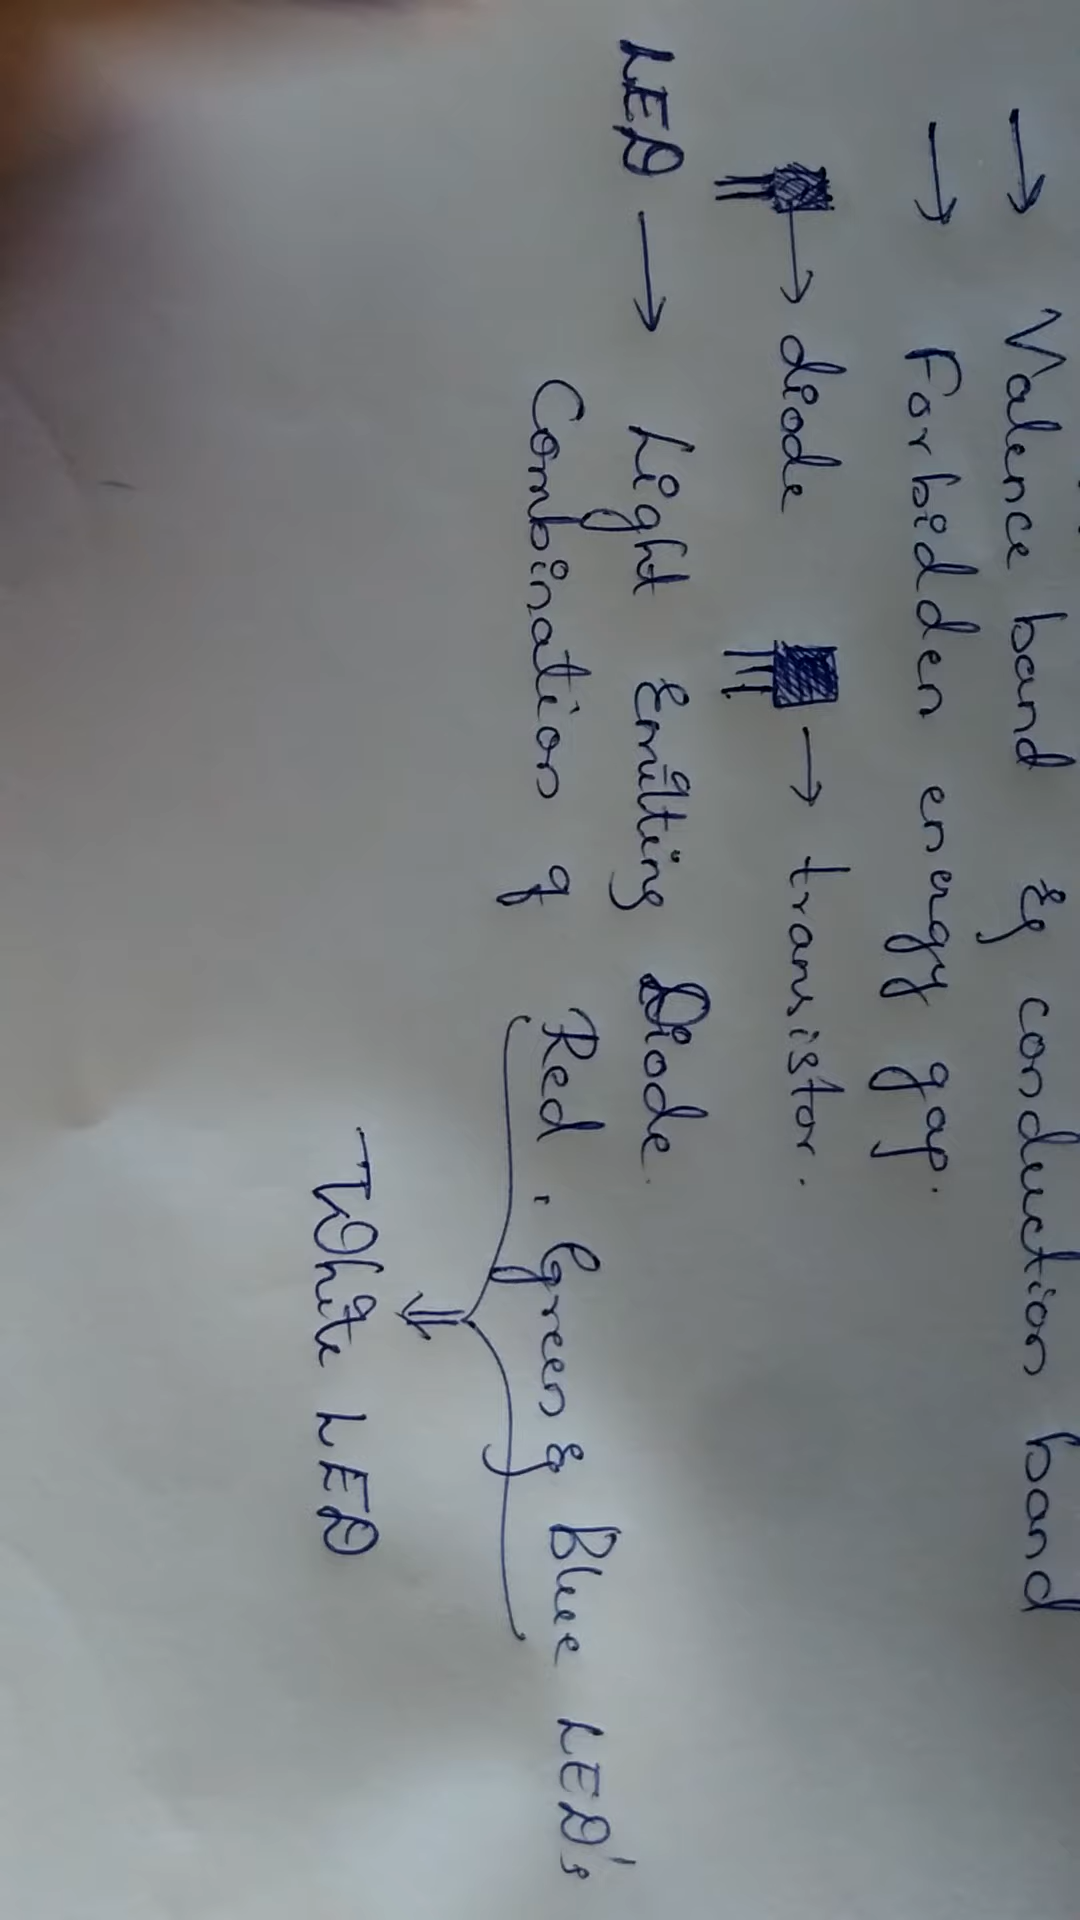 → Valence band & conduction band
→ Forbidden energy gap.
→ diode → transistor.
LED → Light Emitting Diode.
Combination of Red, Green & Blue LED's
⇓
White LED